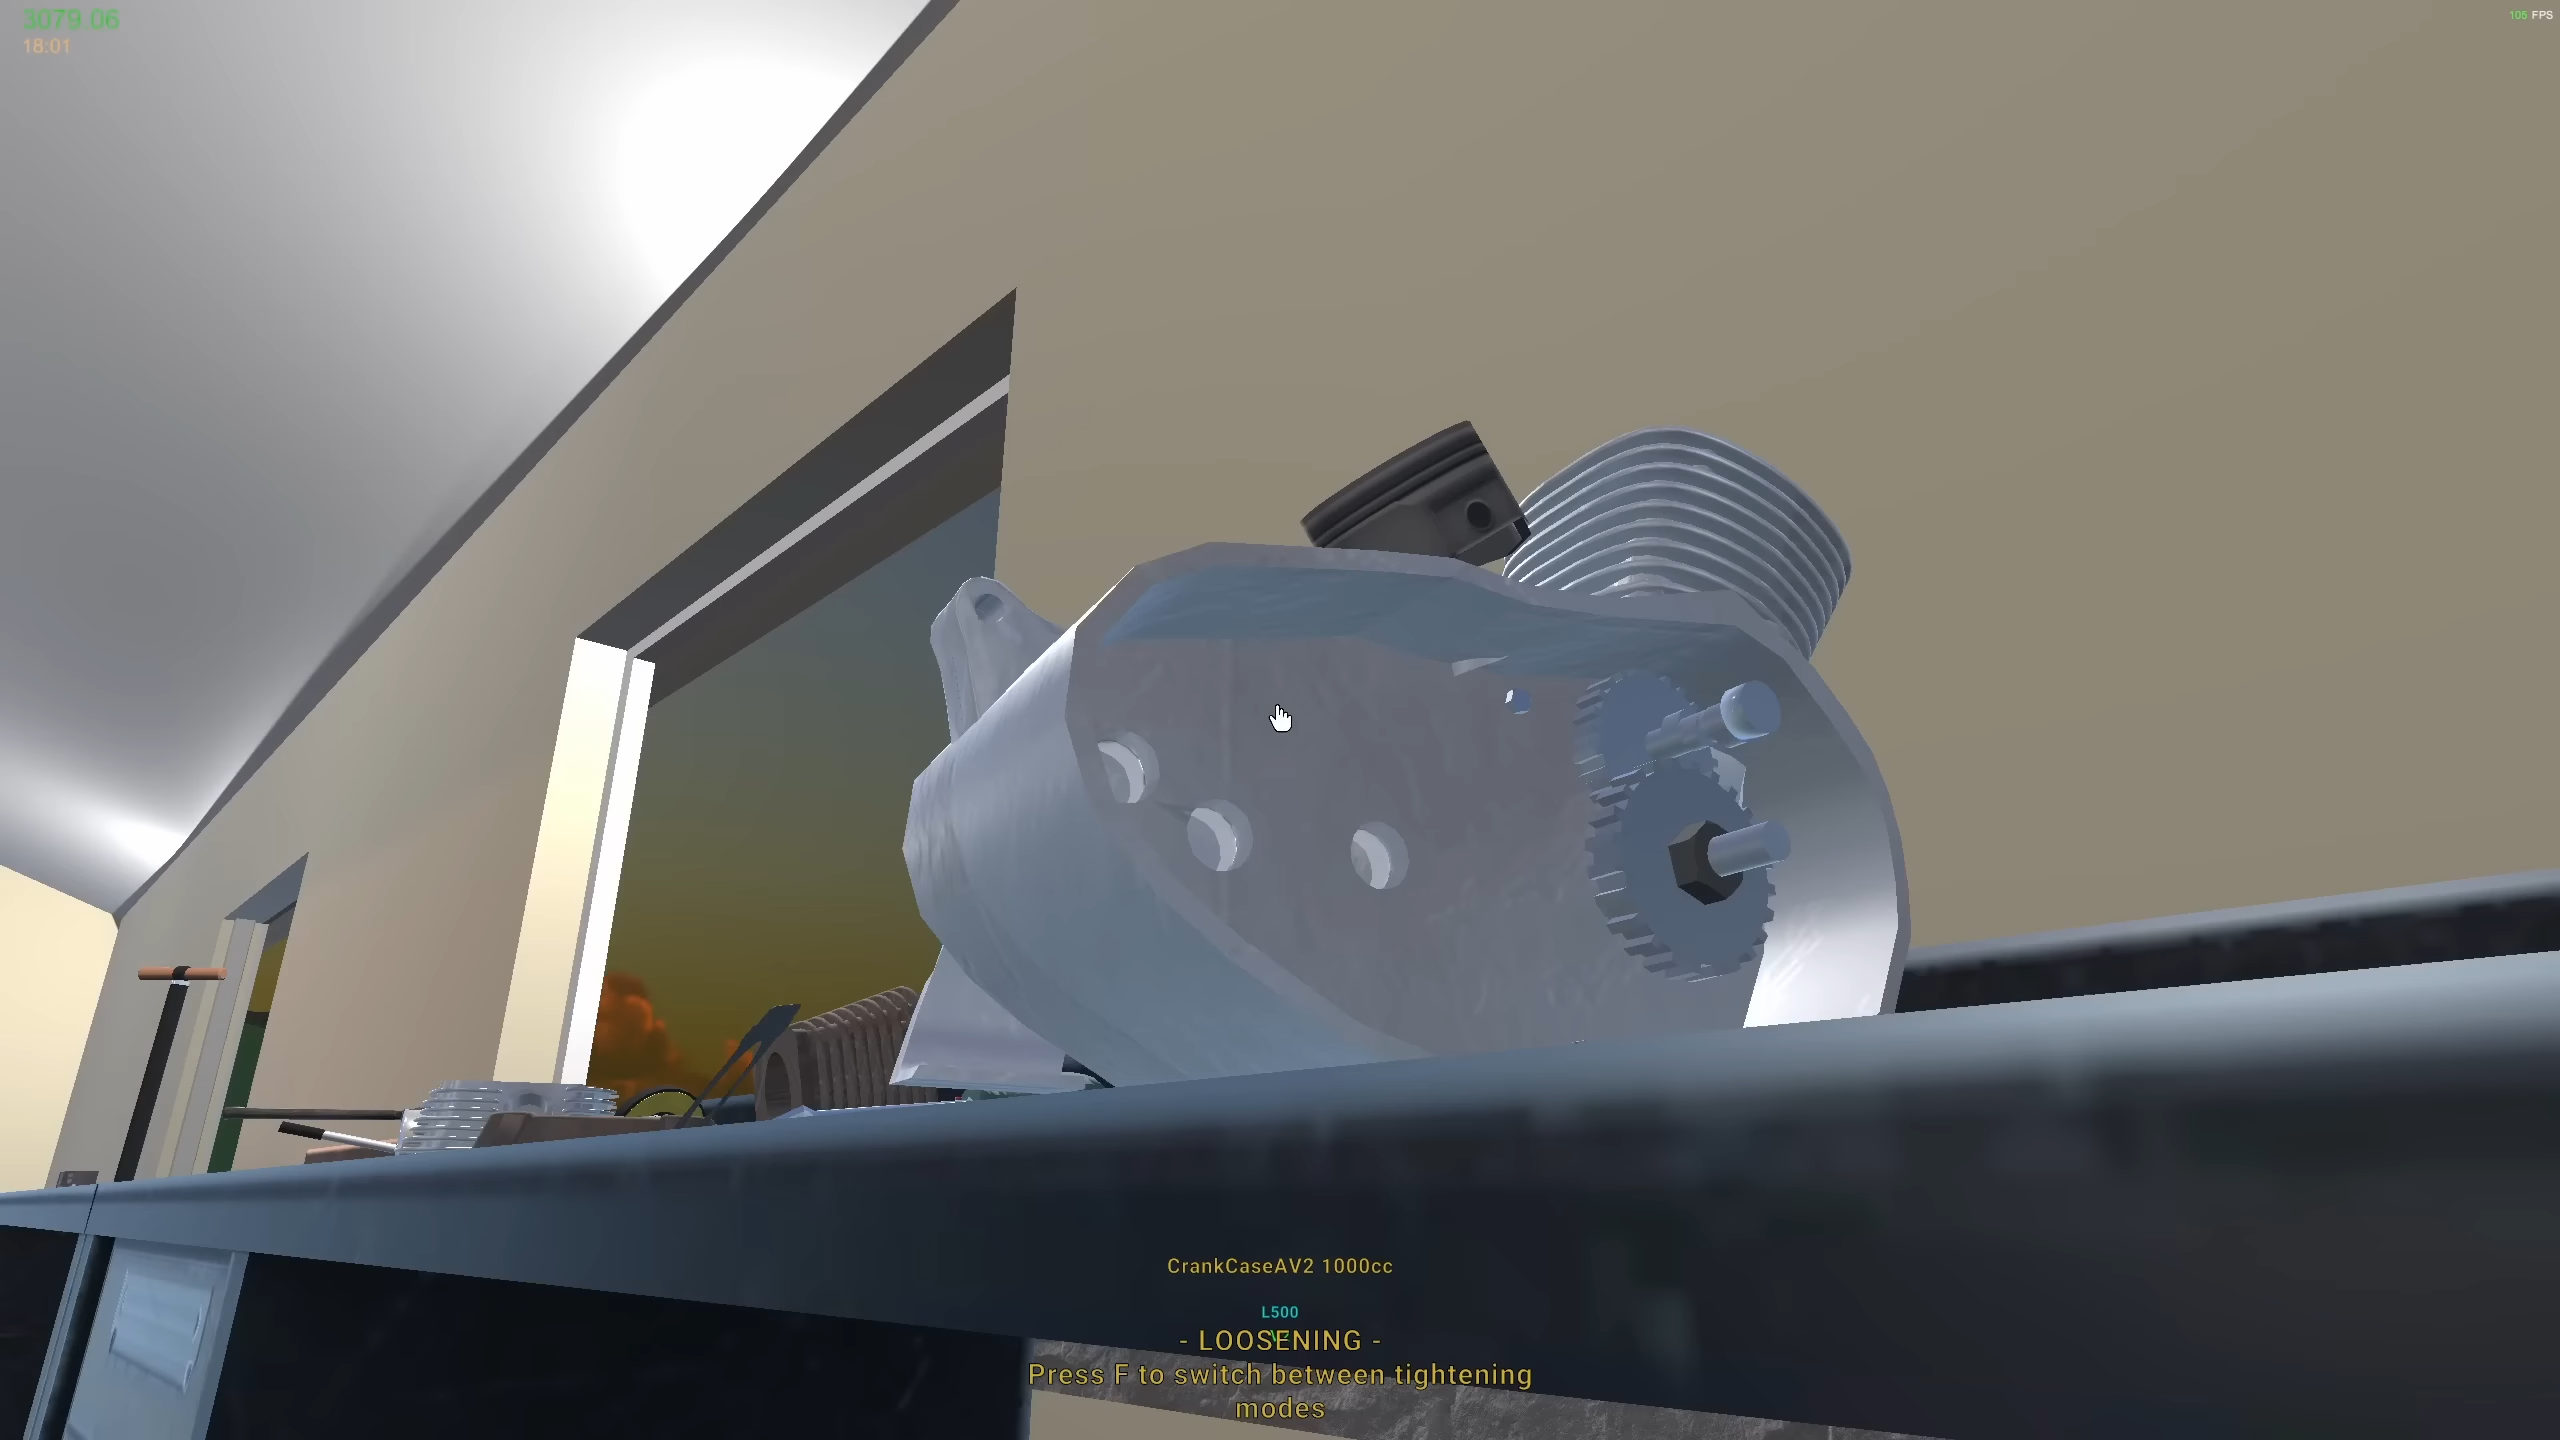 3079.06
18:01
105 FPS
CrankCaseAV2 1000cc
L500
- LOOSENING -
Press F to switch between tightening
modes